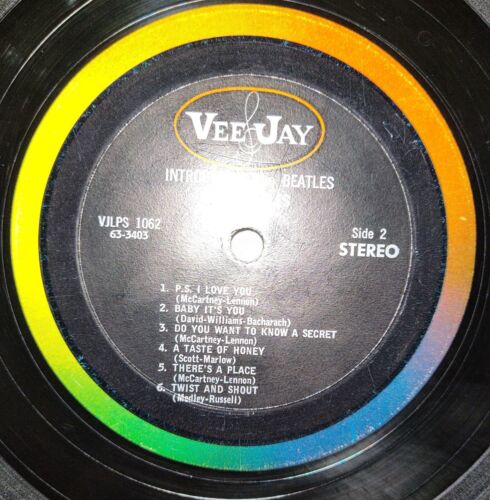 VEE JAY
BEATLES
VJLPS 1062
63-3403
Side 2
STEREO
1. P.S. I LOVE YOU
(McCartney-Lennon)
2. BABY IT'S YOU
(David-Williams-Bacharach)
3. DO YOU WANT TO KNOW A SECRET
(McCartney-Lennon)
4. A TASTE OF HONEY
(Scott-Marlow)
5. THERE'S A PLACE
(McCartney-Lennon)
6. TWIST AND SHOUT
(Medley-Russell)